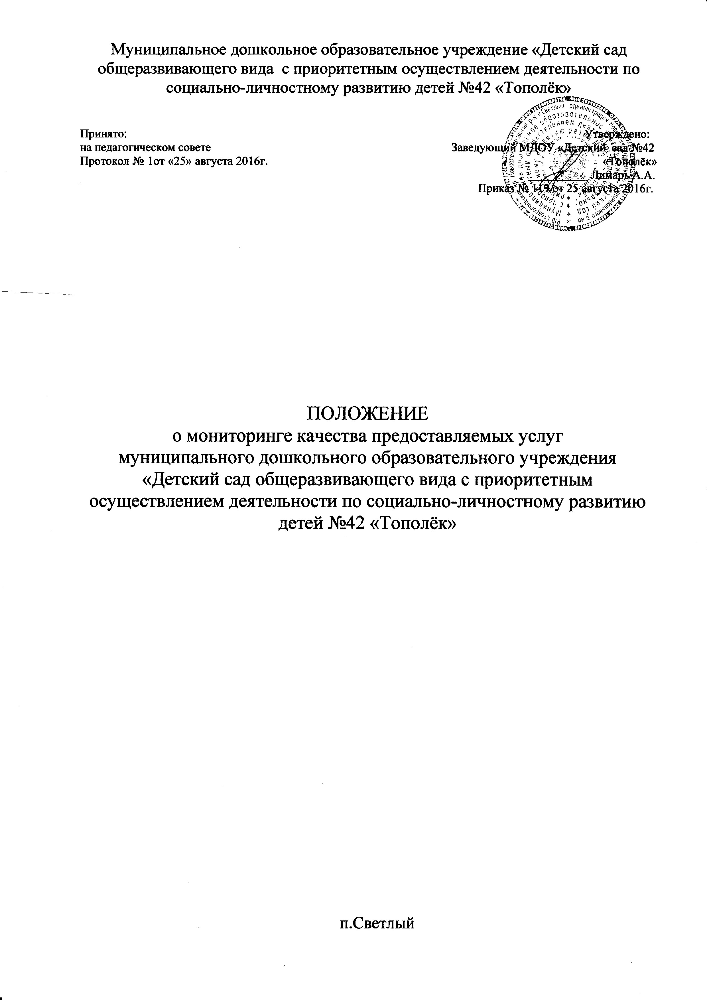 Муниципальное дошкольное образовательное учреждение «Детский сад
общеразвивающего вида с приоритетным осуществлением деятельности по
социально-личностному развитию детей №42 «Тополёк»
Принято:
на педагогическом совете
Протокол № 1от «25» августа 2016г.
Утверждено:
Заведующий МДОУ «Детский сад №42
«Тополёк»
Лимарь А.А.
Приказ № 119/от 25 августа 2016г.
ПОЛОЖЕНИЕ
о мониторинге качества предоставляемых услуг
муниципального дошкольного образовательного учреждения
«Детский сад общеразвивающего вида с приоритетным
осуществлением деятельности по социально-личностному развитию
детей №42 «Тополёк»
п.Светлый